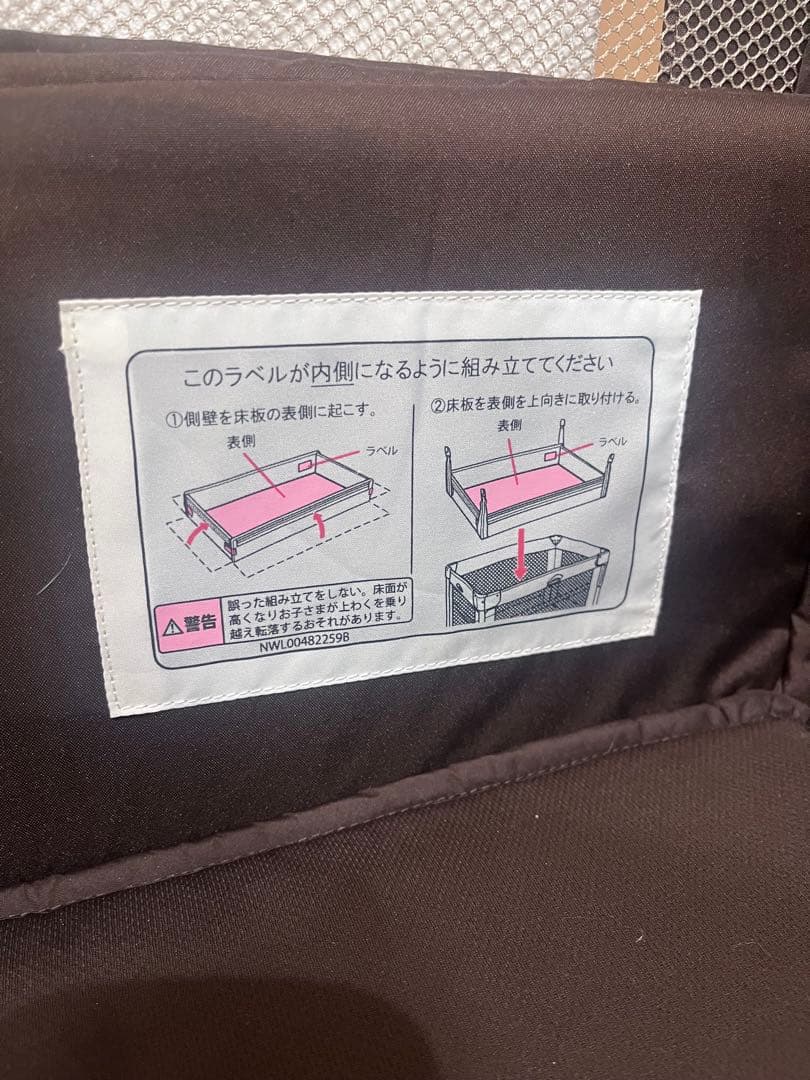 このラベルが内側になるように組み立ててください
①側壁を床板の表側に起こす。
表側
ラベル
②床板を表側を上向きに取り付ける。
表側
ラベル
警告
誤った組み立てをしない。床面が
高くなりお子さまが上わくを乗り
越え転落するおそれがあります。
NWL00482259B